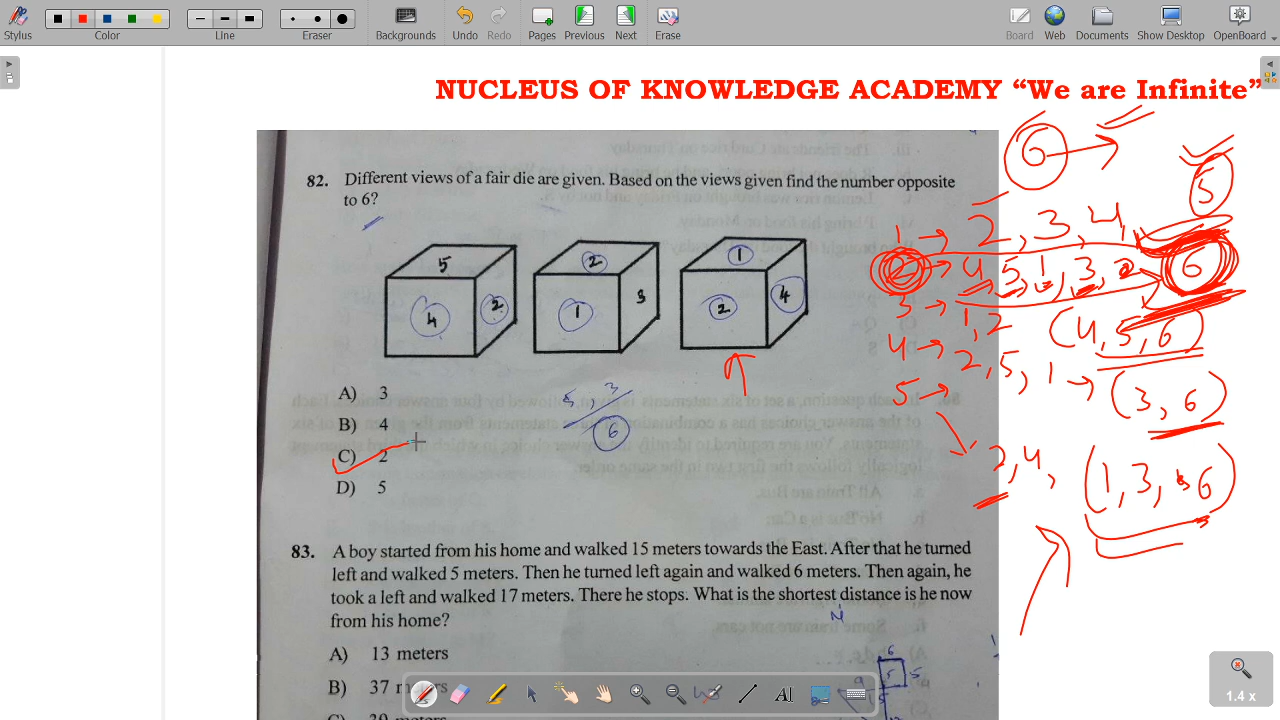 Stylus
Color
Line
Eraser
Backgrounds
Undo
Redo
Pages
Previous
Next
Erase
Board
Web
Documents
Show Desktop
OpenBoard
NUCLEUS OF KNOWLEDGE ACADEMY “We are Infinite”
82. Different views of a fair die are given. Based on the views given find the number opposite
to 6?
5
4
2
2
1
3
1
2
4
A) 3
B) 4
C) 2
D) 5
5, 3
6
6 →
5
1 → 2, 3, 4,
2 → 4, 5, 1, 3, 2 6
3 → 1, 2 (4, 5, 6)
4 → 2, 5, 1 → (3, 6)
5 → 2, 4, (1, 3, 6)
83. A boy started from his home and walked 15 meters towards the East. After that he turned
left and walked 5 meters. Then he turned left again and walked 6 meters. Then again, he
took a left and walked 17 meters. There he stops. What is the shortest distance is he now
from his home?
N
A) 13 meters
B) 37
6
5
5
9
1.4 x